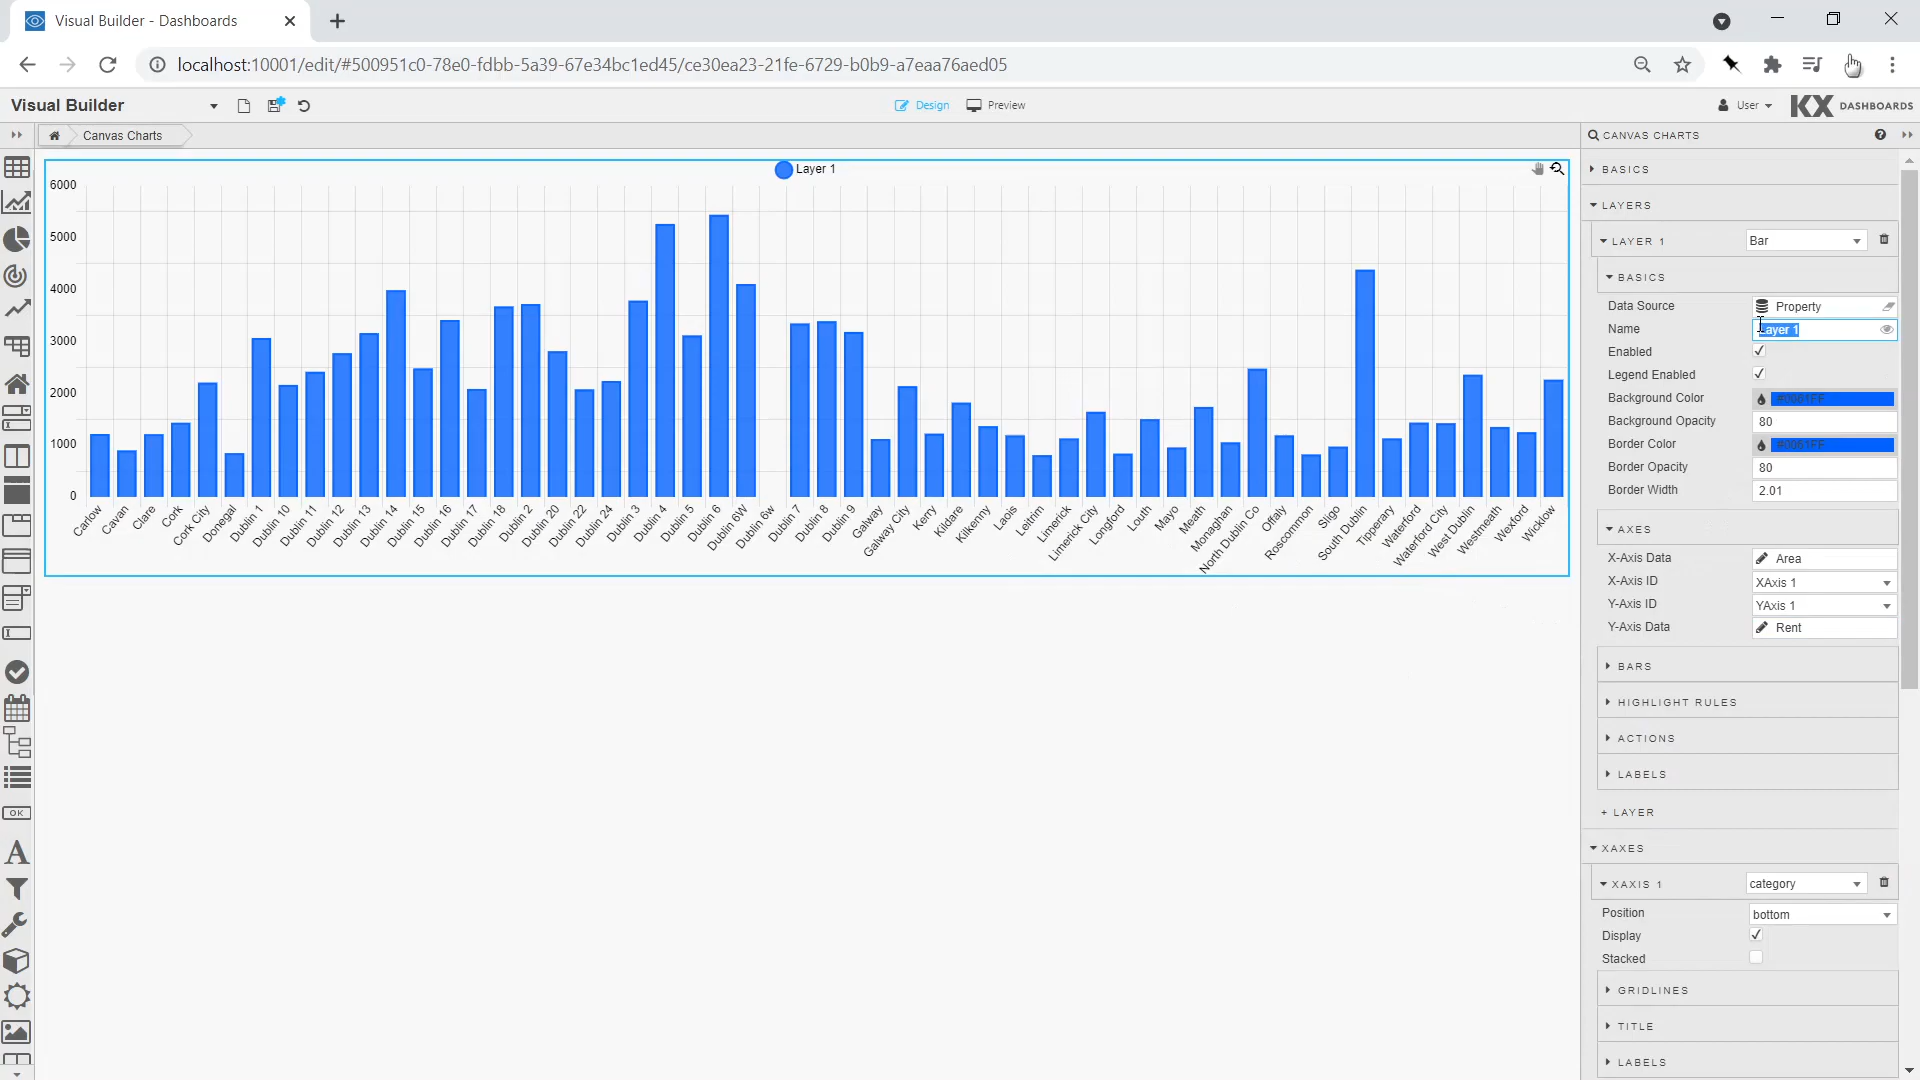 Visual Builder - Dashboards
localhost:10001/edit/#500951c0-78e0-fdbb-5a39-67e34bc1ed45/ce30ea23-21fe-6729-b0b9-a7eaa76aed05
Visual Builder
Design
Preview
User
KX DASHBOARDS
Canvas Charts
CANVAS CHARTS
Layer 1
6000
5000
4000
3000
2000
1000
0
Carlow
Cavan
Clare
Cork
Cork City
Donegal
Dublin 1
Dublin 10
Dublin 11
Dublin 12
Dublin 13
Dublin 14
Dublin 15
Dublin 16
Dublin 17
Dublin 18
Dublin 2
Dublin 20
Dublin 22
Dublin 24
Dublin 3
Dublin 4
Dublin 5
Dublin 6
Dublin 6W
Dublin 6w
Dublin 7
Dublin 8
Dublin 9
Galway
Galway City
Kerry
Kildare
Kilkenny
Laois
Leitrim
Limerick
Limerick City
Longford
Louth
Mayo
Meath
Monaghan
North Dublin Co
Offaly
Roscommon
Sligo
South Dublin
Tipperary
Waterford
Waterford City
West Dublin
Westmeath
Wexford
Wicklow
BASICS
LAYERS
LAYER 1
Bar
BASICS
Data Source
Property
Name
Layer 1
Enabled
Legend Enabled
Background Color
#0061FF
Background Opacity
80
Border Color
#0061FF
Border Opacity
80
Border Width
2.01
AXES
X-Axis Data
Area
X-Axis ID
XAxis 1
Y-Axis ID
YAxis 1
Y-Axis Data
Rent
BARS
HIGHLIGHT RULES
ACTIONS
LABELS
+ LAYER
XAXES
XAXIS 1
category
Position
bottom
Display
Stacked
GRIDLINES
TITLE
LABELS
OK
A